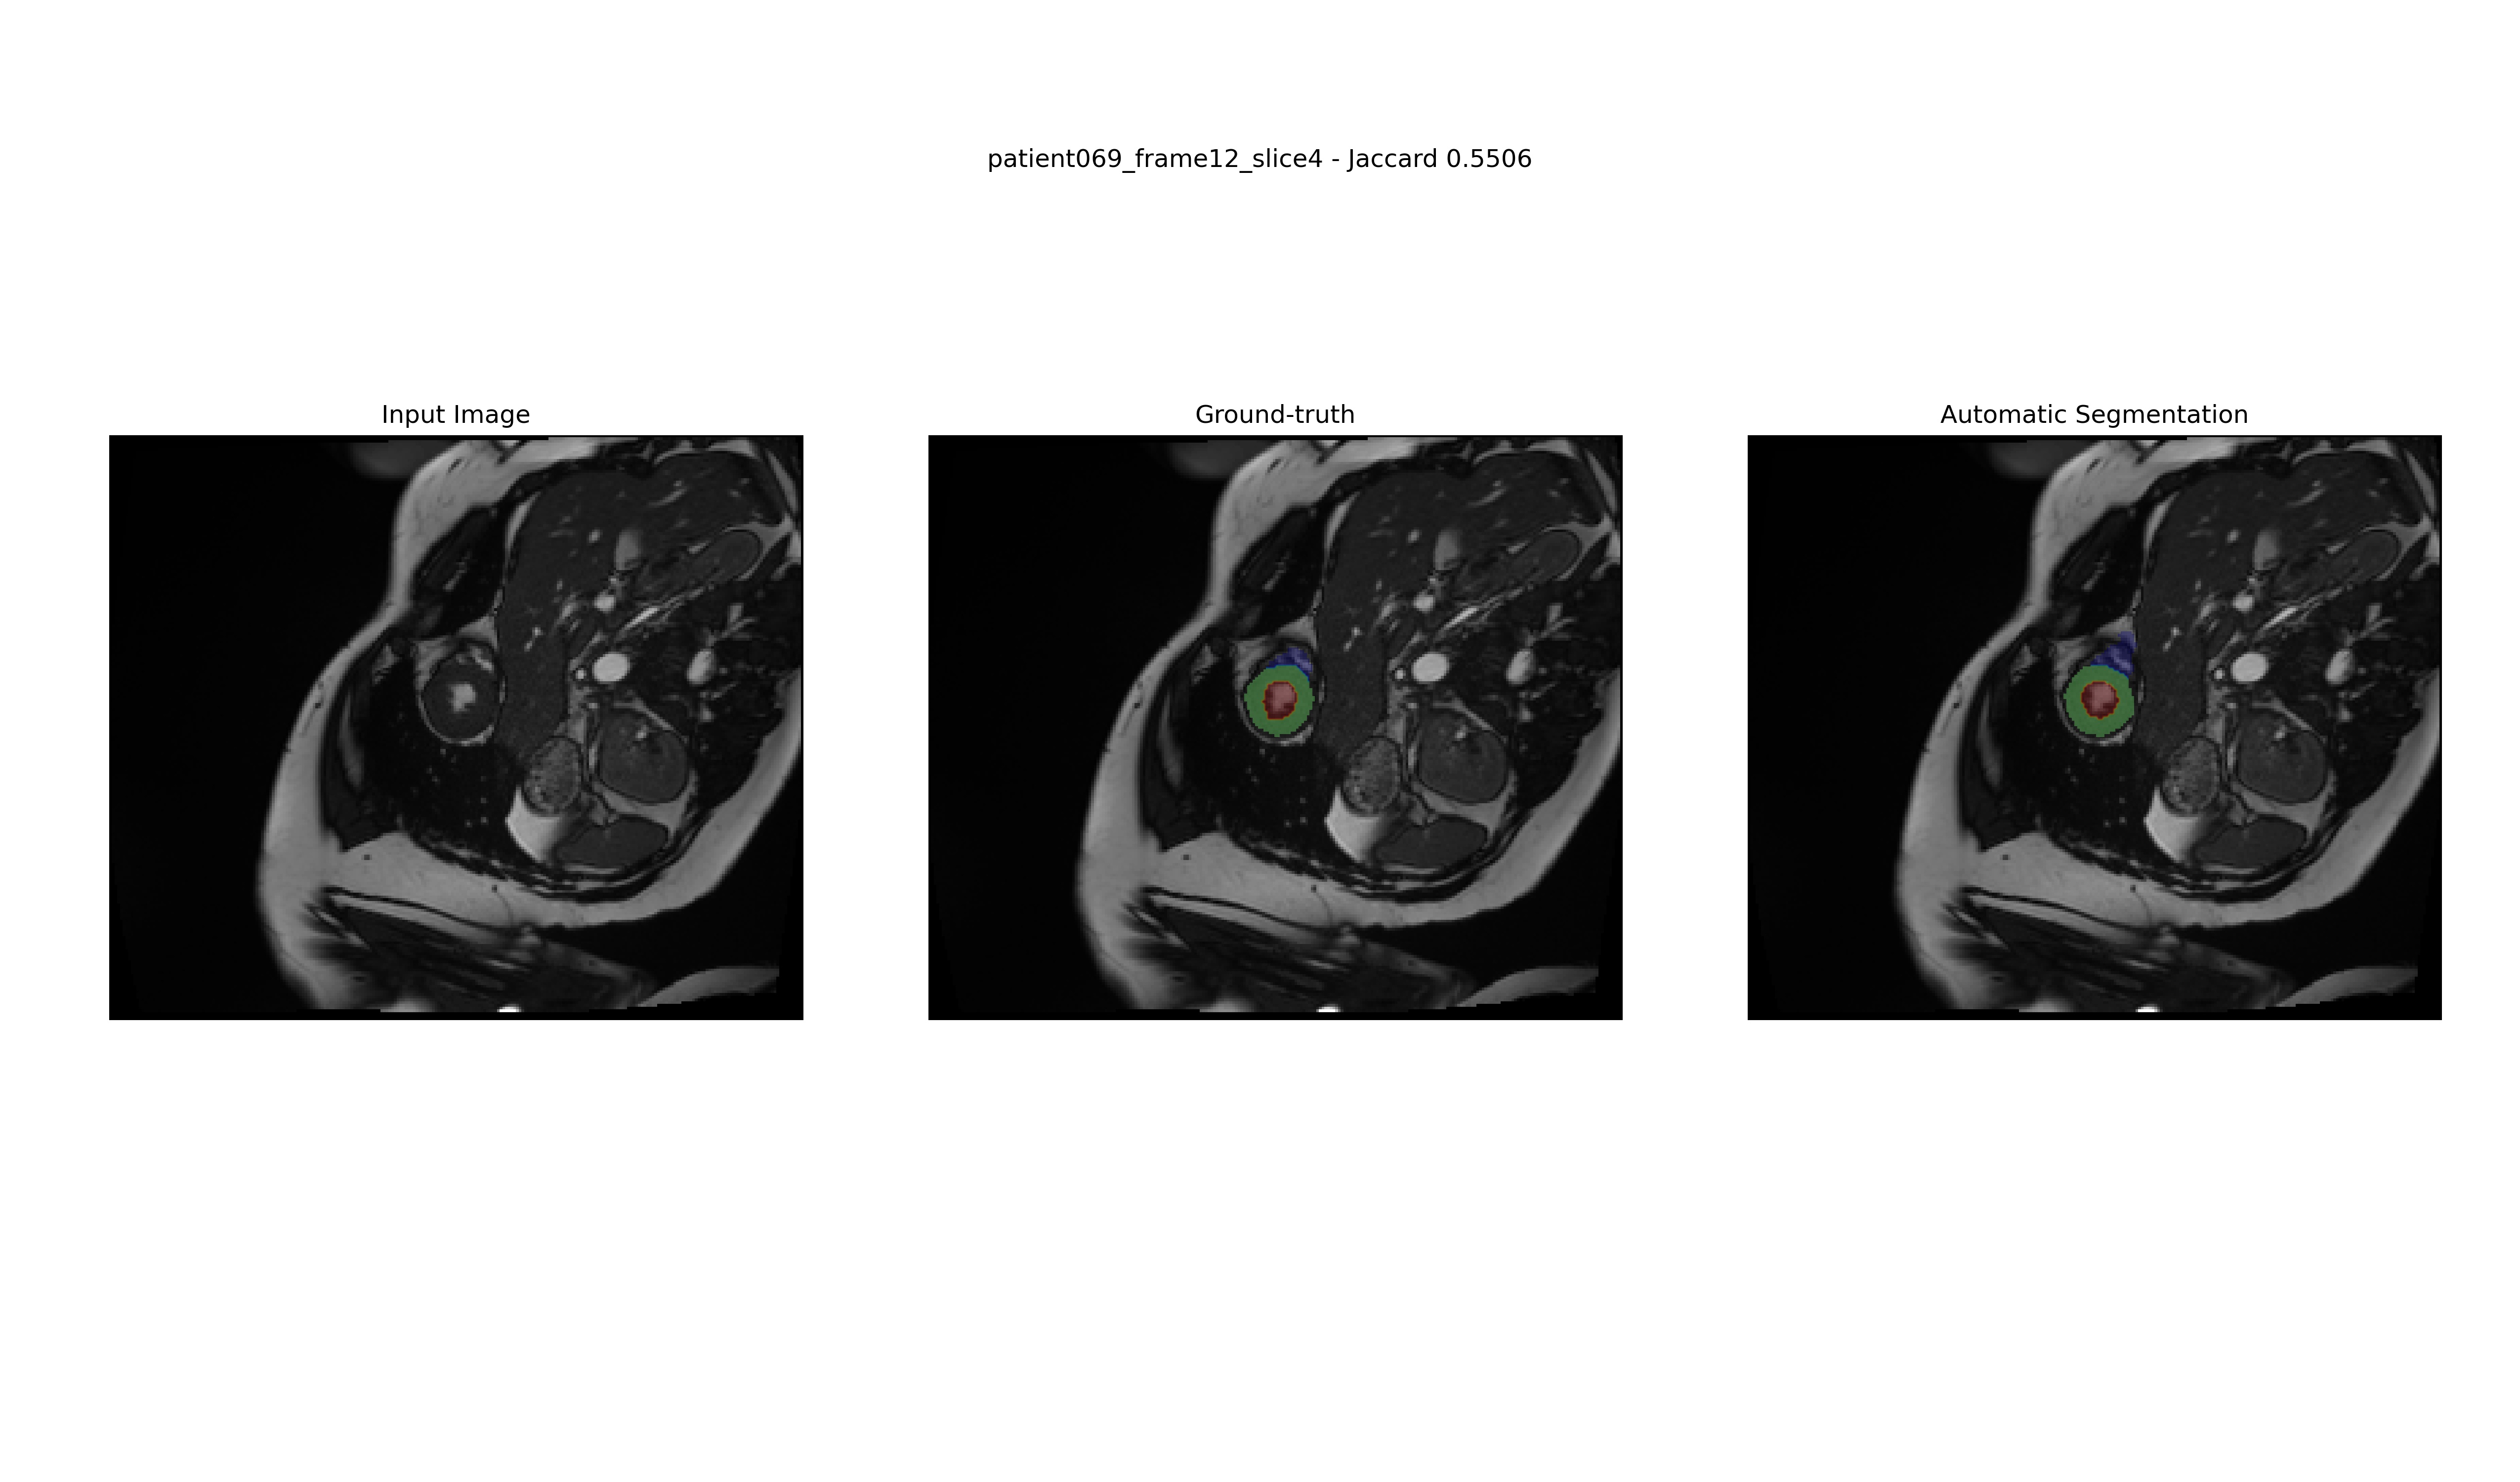 patient069_frame12_slice4 - Jaccard 0.5506
Input Image
Ground-truth
Automatic Segmentation